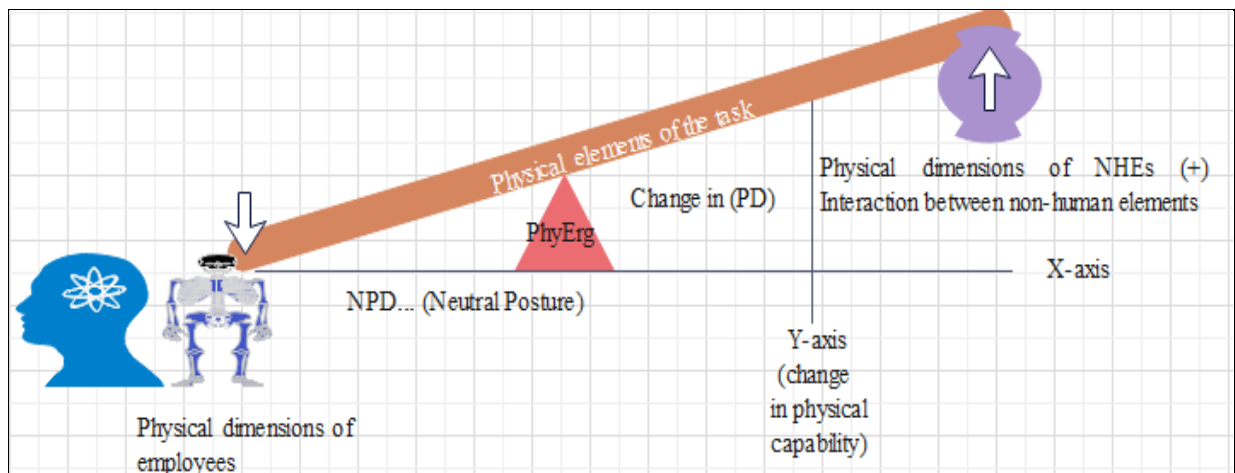 Physical elements of the task
Physical dimensions of NHEs (+)
Interaction between non-human elements
Change in (PD)
PhyErg
X-axis
NPD... (Neutral Posture)
Y-axis
(change
in physical
capability)
Physical dimensions of
employees